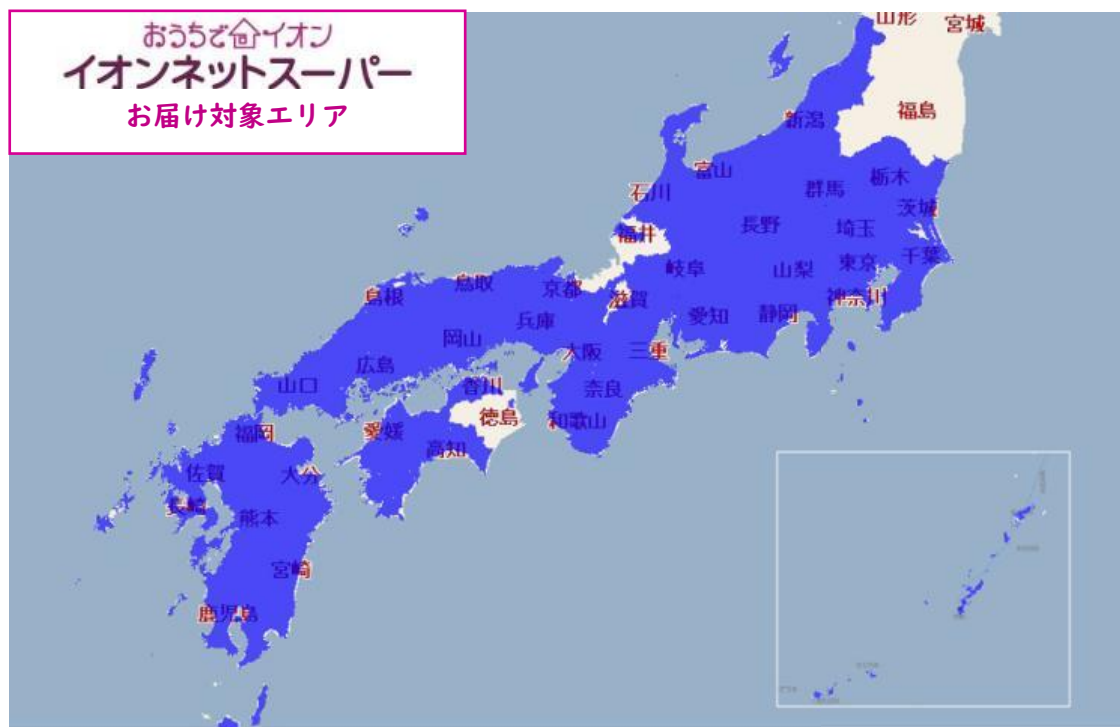 おうちでイオン
イオンネットスーパー
お届け対象エリア
山形
宮城
福島
新潟
富山
石川
福井
群馬
栃木
茨城
長野
埼玉
岐阜
山梨
東京
千葉
神奈川
愛知
静岡
滋賀
京都
鳥取
島根
兵庫
岡山
大阪
三重
広島
奈良
山口
香川
徳島
和歌山
愛媛
高知
福岡
佐賀
大分
長崎
熊本
宮崎
鹿児島